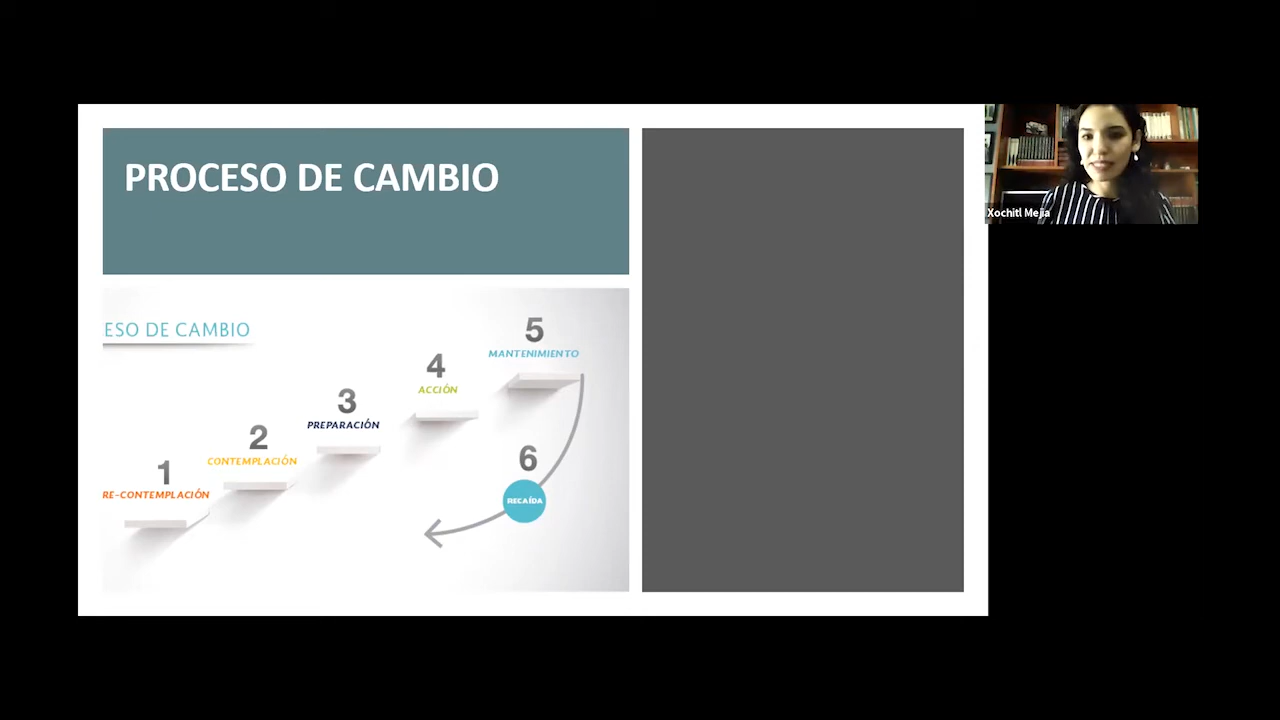 PROCESO DE CAMBIO
Xochitl Mejia
ESO DE CAMBIO
5
MANTENIMIENTO
4
ACCIÓN
3
PREPARACIÓN
2
CONTEMPLACIÓN
6
RECAÍDA
1
RE-CONTEMPLACIÓN